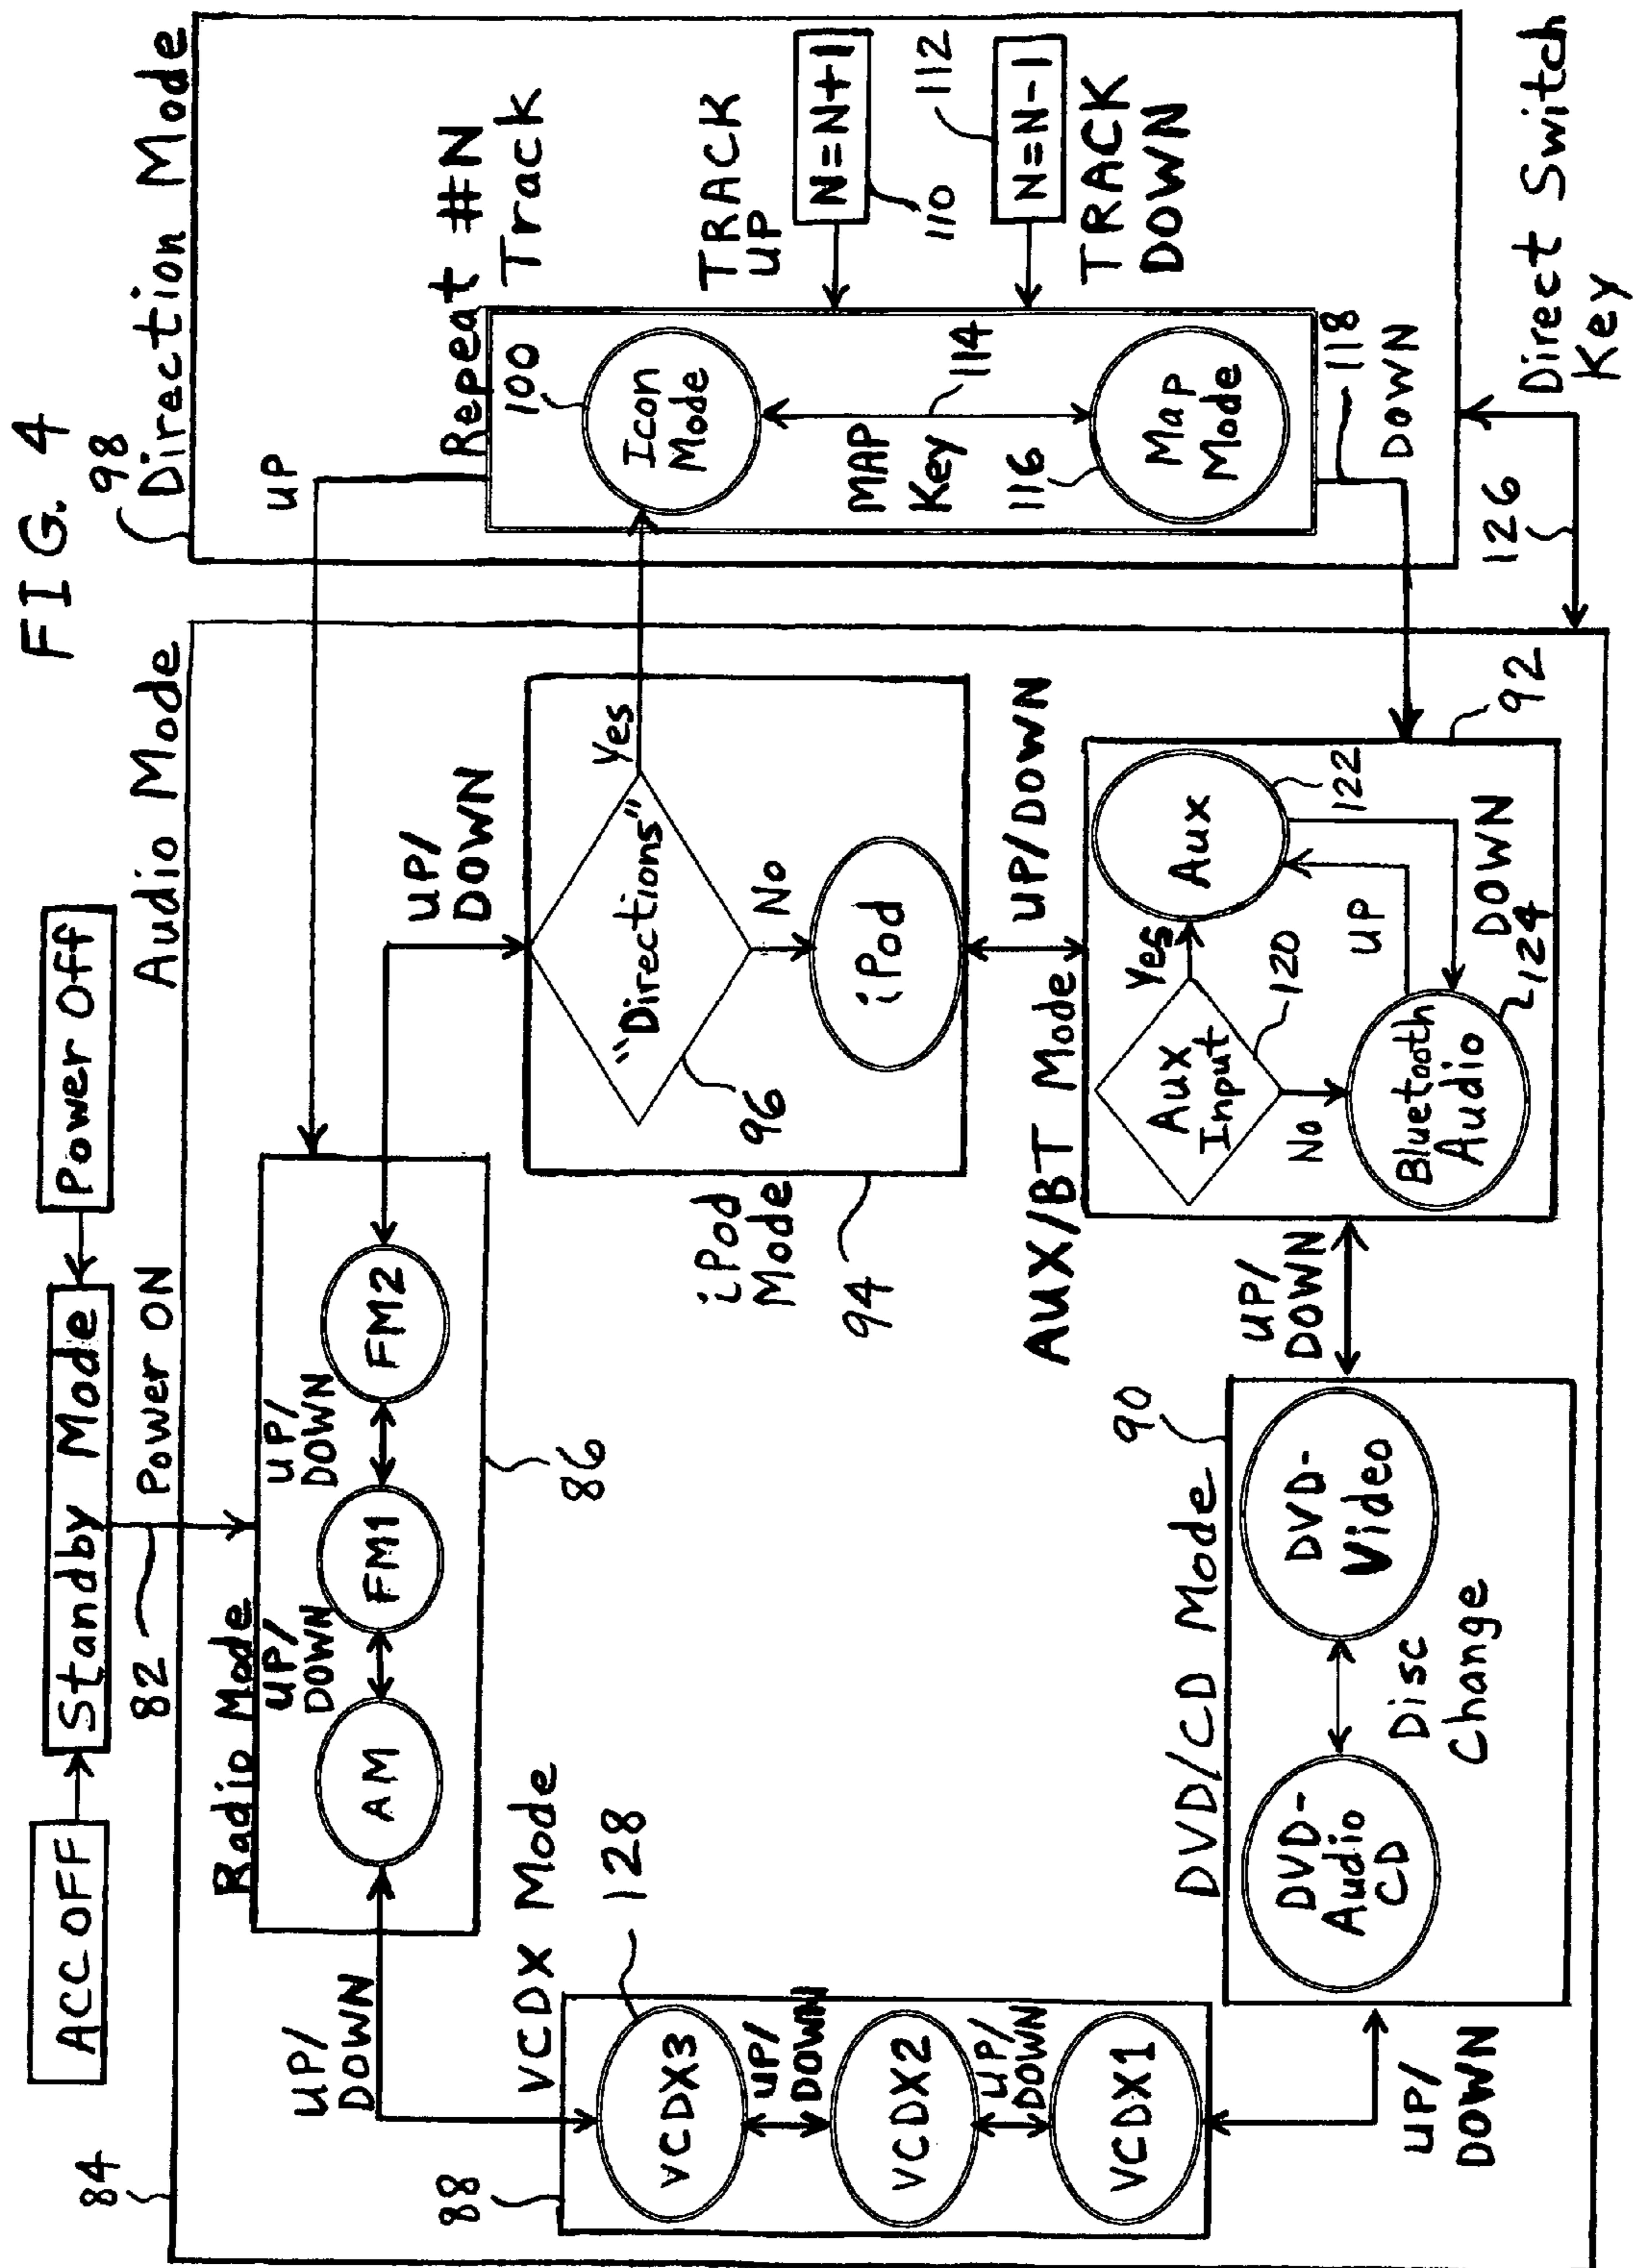 FIG. 4
ACC OFF
Standby Mode
Power Off
82
Power ON
84
Audio Mode
98
Direction Mode
Radio Mode
UP/
DOWN
UP/
DOWN
AM
FM1
FM2
86
UP/
DOWN
UP/
DOWN
UP
VCDX Mode
128
88
VCDX3
UP/
DOWN
VCDX2
UP/
DOWN
VCDX1
UP/
DOWN
iPod
Mode
94
96
"Directions"
Yes
No
iPod
UP/DOWN
Repeat #N
Track
100
Icon
Mode
MAP
Key
114
116
Map
Mode
TRACK
UP
N=N+1
110
112
N=N-1
TRACK
DOWN
118
DOWN
DVD/CD Mode
90
DVD-
Audio
CD
Disc
Change
DVD-
Video
UP/
DOWN
AUX/BT Mode
Aux
Input
Yes
120
No
Aux
122
UP
DOWN
Bluetooth
Audio
124
92
126
Direct Switch
Key